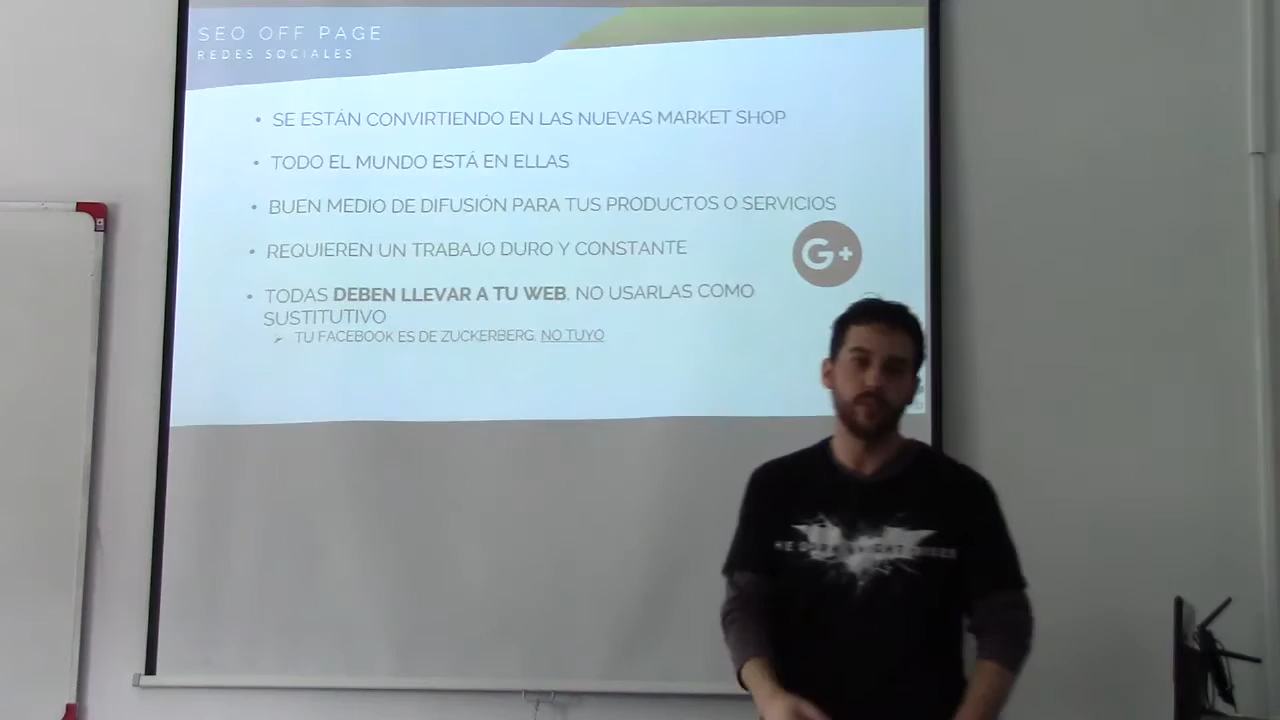 SEO OFF PAGE
REDES SOCIALES
• SE ESTÁN CONVIRTIENDO EN LAS NUEVAS MARKET SHOP
• TODO EL MUNDO ESTÁ EN ELLAS
• BUEN MEDIO DE DIFUSIÓN PARA TUS PRODUCTOS O SERVICIOS
• REQUIEREN UN TRABAJO DURO Y CONSTANTE
G+
• TODAS DEBEN LLEVAR A TU WEB. NO USARLAS COMO
SUSTITUTIVO
➢ TU FACEBOOK ES DE ZUCKERBERG. NO TUYO